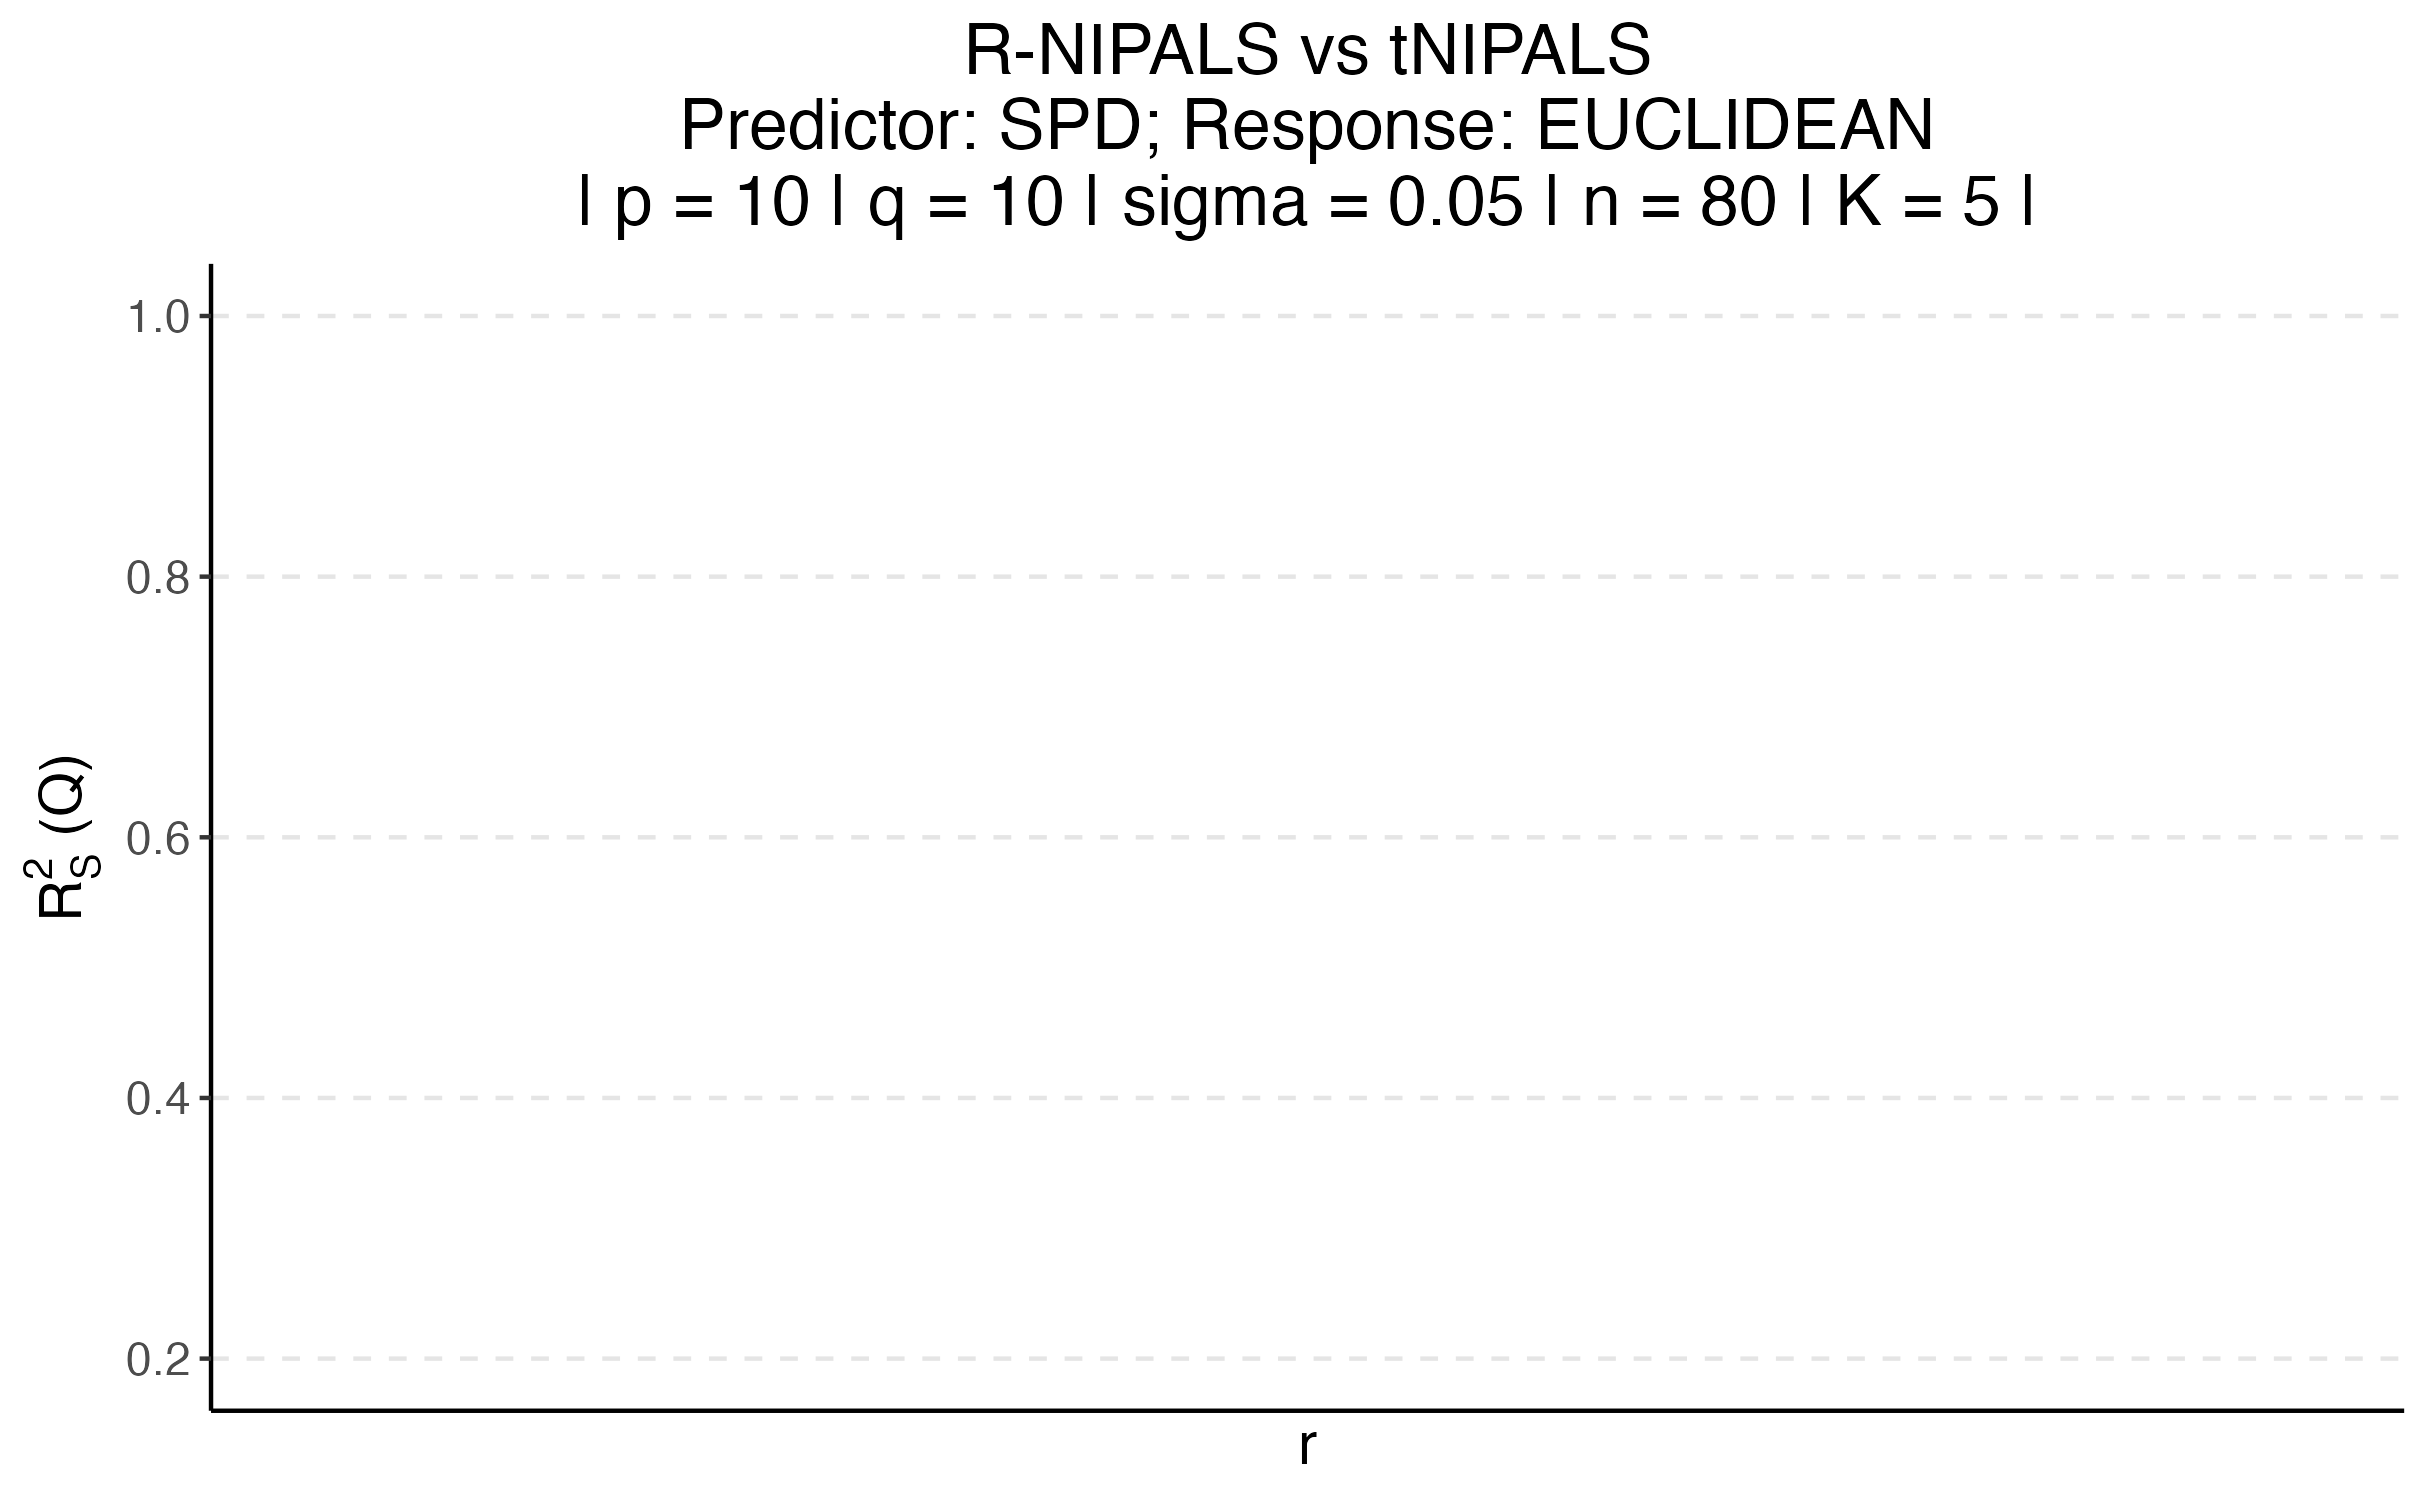 R-NIPALS vs tNIPALS
Predictor: SPD; Response: EUCLIDEAN
| p = 10 | q = 10 | sigma = 0.05 | n = 80 | K = 5 |
1.0
0.8
0.6
0.4
0.2
R²_S (Q)
r